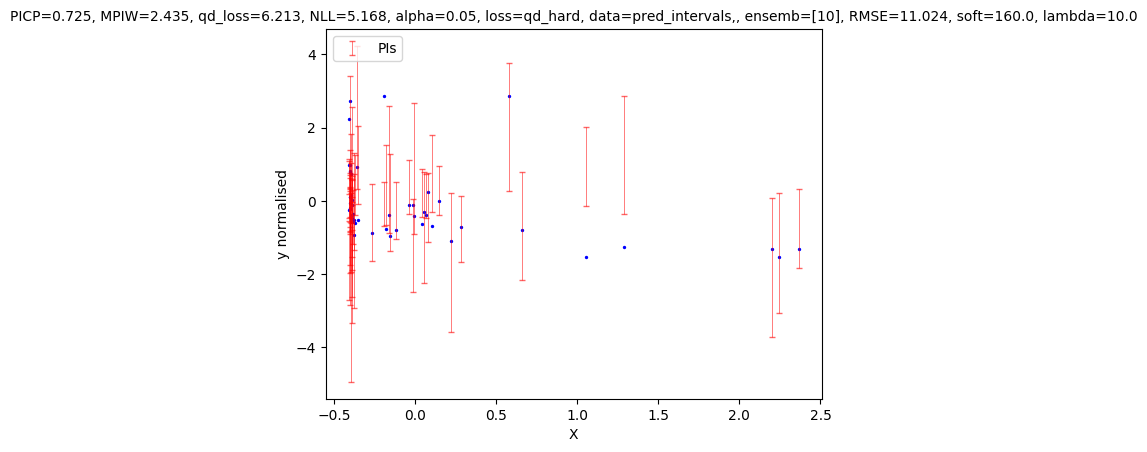 PICP=0.725, MPIW=2.435, qd_loss=6.213, NLL=5.168, alpha=0.05, loss=qd_hard, data=pred_intervals,, ensemb=[10], RMSE=11.024, soft=160.0, lambda=10.0
PIs
4
2
0
−2
−4
y normalised
−0.5 0.0 0.5 1.0 1.5 2.0 2.5
X